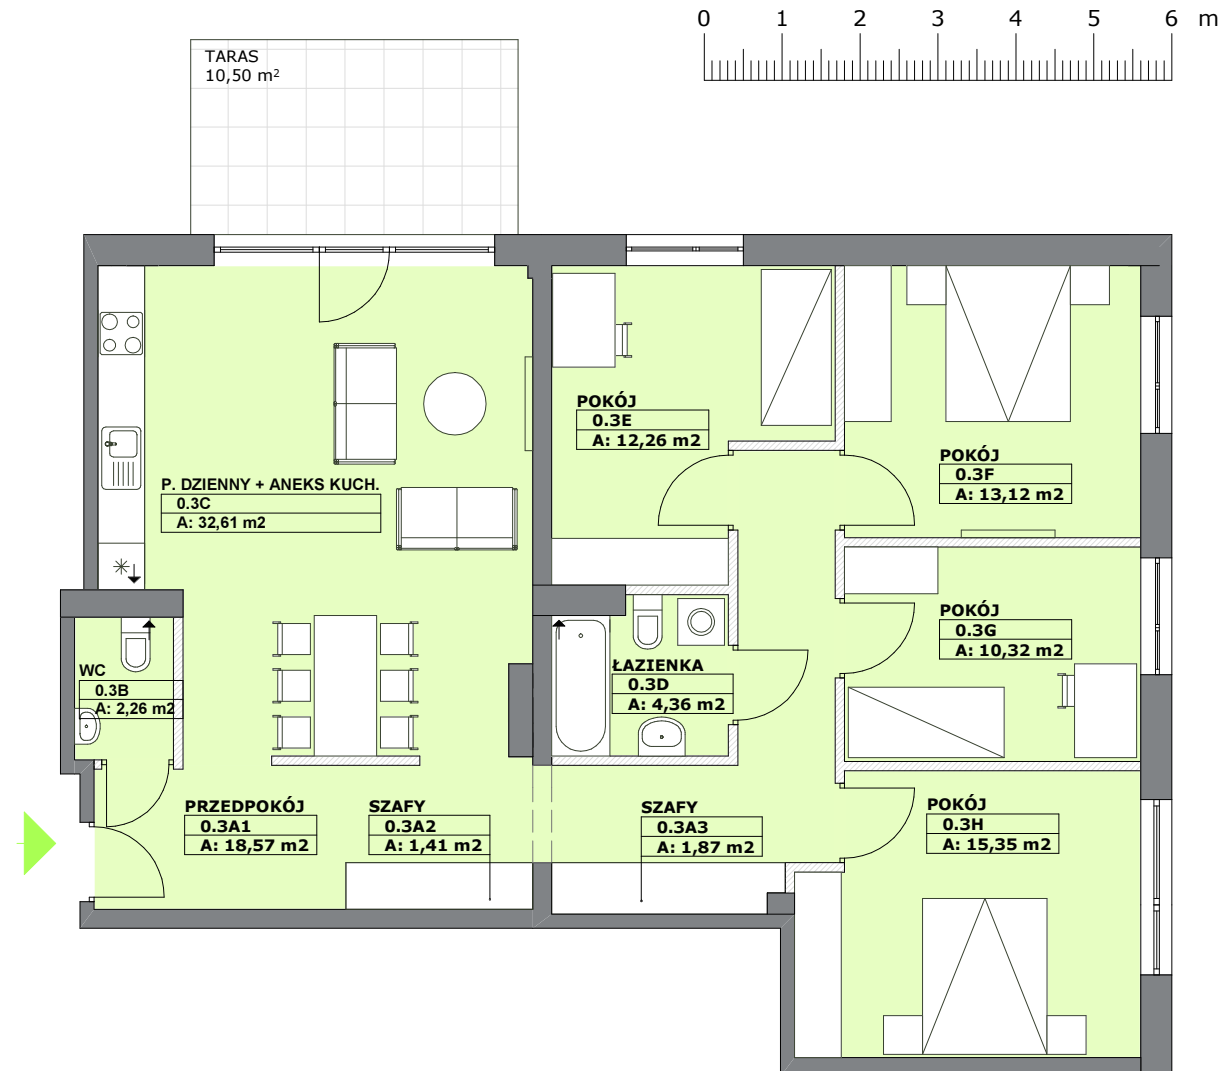 0 1 2 3 4 5 6 m
TARAS
10,50 m²
POKÓJ
0.3E
A: 12,26 m2
POKÓJ
0.3F
A: 13,12 m2
P. DZIENNY + ANEKS KUCH.
0.3C
A: 32,61 m2
POKÓJ
0.3G
A: 10,32 m2
WC
0.3B
A: 2,26 m2
ŁAZIENKA
0.3D
A: 4,36 m2
PRZEDPOKÓJ
0.3A1
A: 18,57 m2
SZAFY
0.3A2
A: 1,41 m2
SZAFY
0.3A3
A: 1,87 m2
POKÓJ
0.3H
A: 15,35 m2